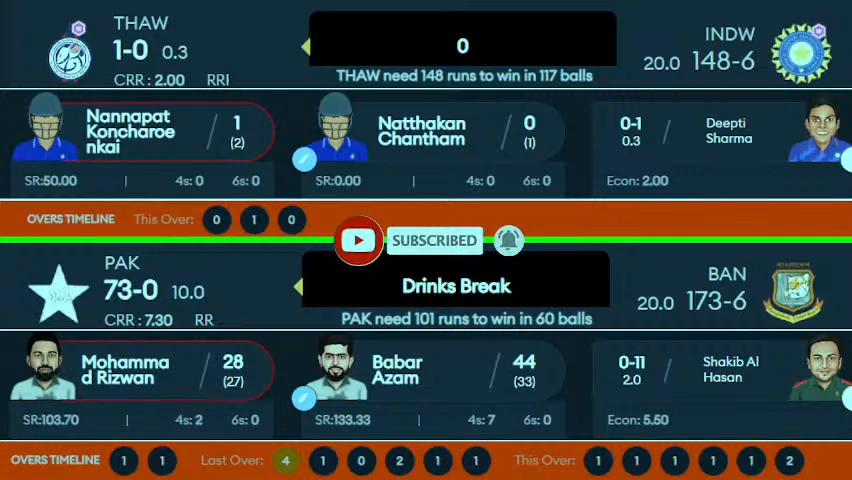 THAW
1-0 0.3
CRR : 2.00 RRI
0
THAW need 148 runs to win in 117 balls
INDW
20.0 148-6
Nannapat
Koncharoe
nkai
1
(2)
SR:50.00 | 4s: 0 6s: 0
Natthakan
Chantham
0
(1)
SR:0.00 4s: 0 6s: 0
0-1
0.3
Deepti
Sharma
Econ: 2.00
OVERS TIMELINE This Over: 0 1 0
SUBSCRIBED
PAK
73-0 10.0
CRR : 7.30 RR
Drinks Break
PAK need 101 runs to win in 60 balls
BAN
20.0 173-6
Mohamma
d Rizwan
28
(27)
SR:103.70 | 4s: 2 6s: 0
Babar
Azam
44
(33)
SR:133.33 | 4s: 7 6s: 0
0-11
2.0
Shakib Al
Hasan
Econ: 5.50
OVERS TIMELINE 1 1 Last Over: 4 1 0 2 1 1 This Over: 1 1 1 1 1 2